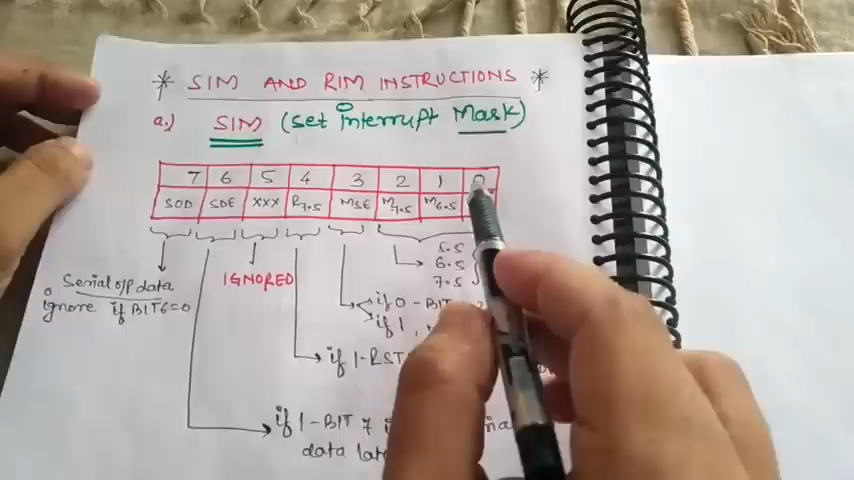 * SIM AND RIM INSTRUCTIONS *
a.) SIM (set interrupt Mask)
7 6 5 4 3 2 1 0
SOD SDE XXX R7.5 MSE M7.5 M6.5
5.5
6.5
7.5
Serial o/p data
ignore if BIT6=0
IGNORED
if 0 - BIT
if 1,
if 1-RST
if 1-BIT 7
data